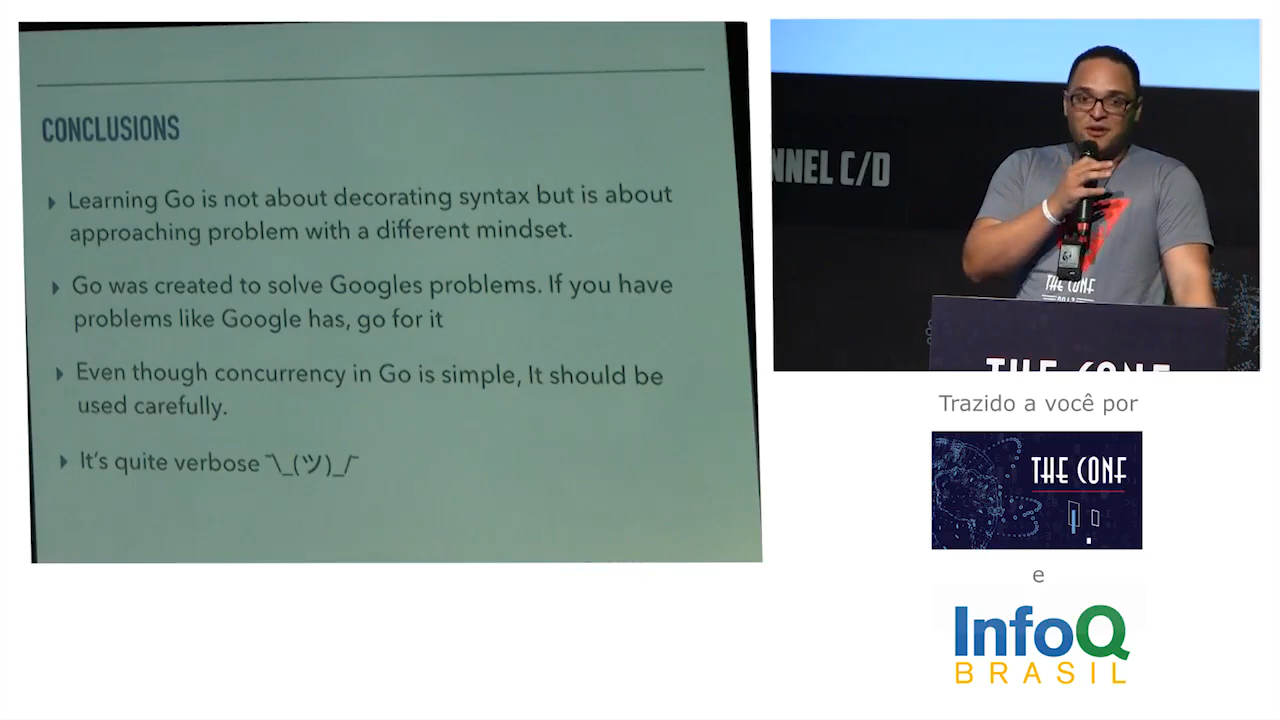 CONCLUSIONS
Learning Go is not about decorating syntax but is about
approaching problem with a different mindset.
Go was created to solve Googles problems. If you have
problems like Google has, go for it
Even though concurrency in Go is simple, It should be
used carefully.
It's quite verbose ¯\_(ツ)_/¯
NNEL C/D
THE CONF
2017
THE CONF
Trazido a você por
THE CONF
e
InfoQ
BRASIL